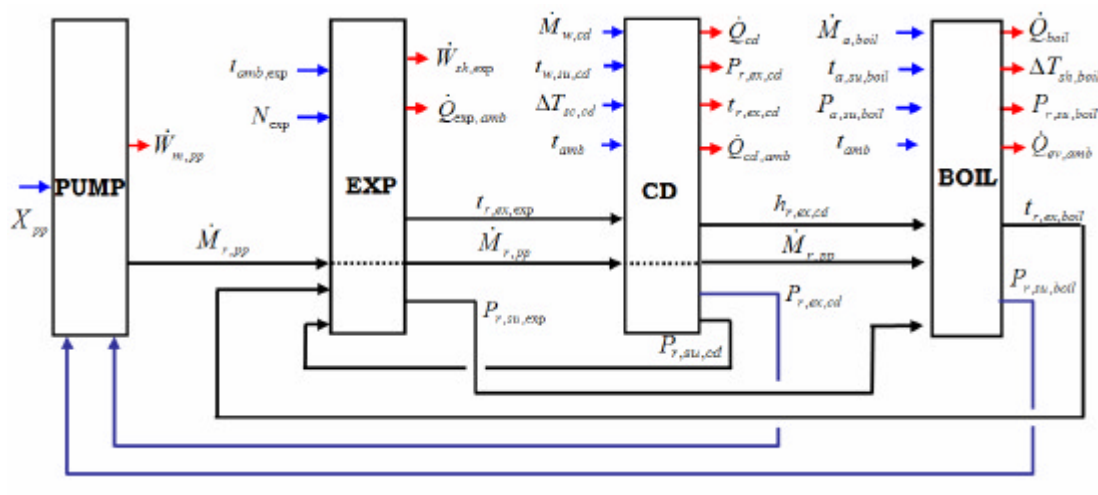 PUMP
X_pp
Ẇ_m,pp
Ṁ_r,pp
t_amb,exp
N_exp
EXP
Ẇ_sh,exp
Q̇_exp,amb
t_r,ex,exp
Ṁ_r,pp
P_r,su,exp
Ṁ_w,cd
t_w,su,cd
ΔT_sc,cd
t_amb
CD
Q̇_cd
P_r,ex,cd
t_r,ex,cd
Q̇_cd,amb
h_r,ex,cd
Ṁ_r,pp
P_r,ex,cd
P_r,su,cd
Ṁ_a,boil
t_a,su,boil
P_a,su,boil
t_amb
BOIL
Q̇_boil
ΔT_sh,boil
P_r,su,boil
Q̇_ev,amb
t_r,ex,boil
P_r,su,boil